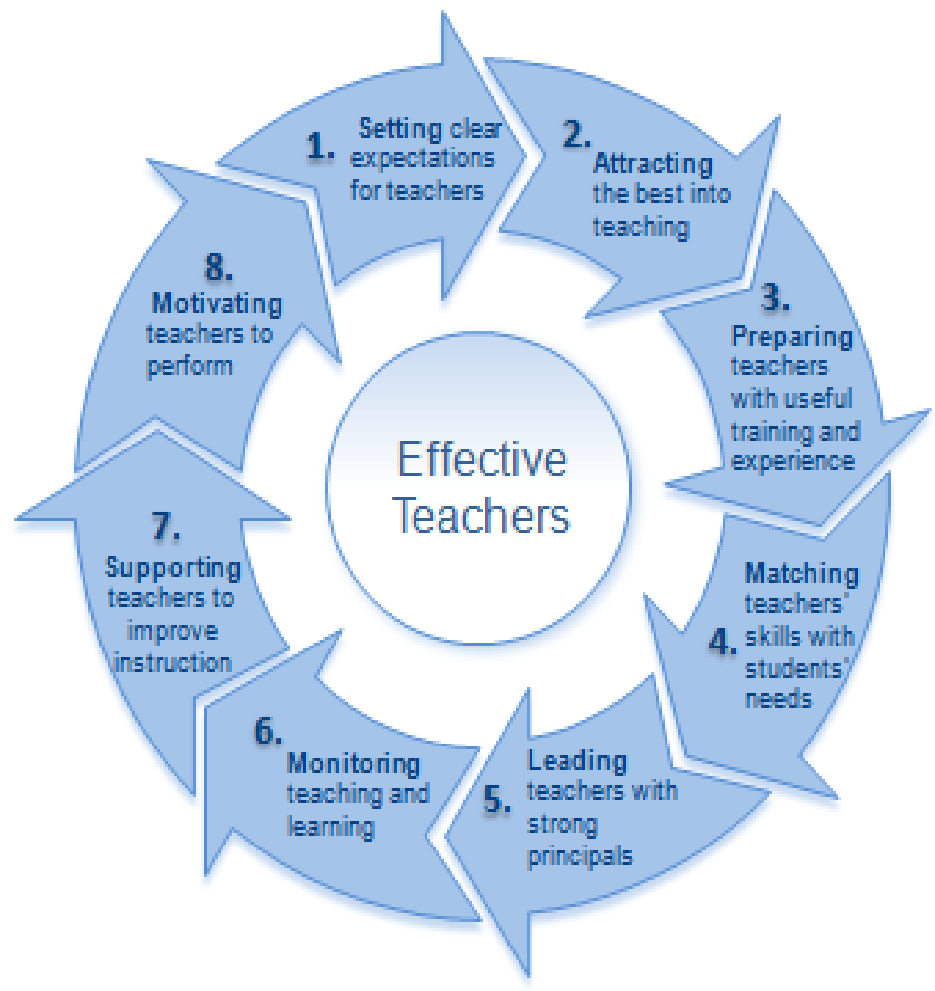 1. Setting clear
expectations
for teachers
2.
Attracting
the best into
teaching
3.
Preparing
teachers
with useful
training and
experience
Matching
teachers'
4. skills with
students'
needs
Leading
5. teachers with
strong
principals
6.
Monitoring
teaching and
learning
7.
Supporting
teachers to
improve
instruction
8.
Motivating
teachers to
perform
Effective
Teachers